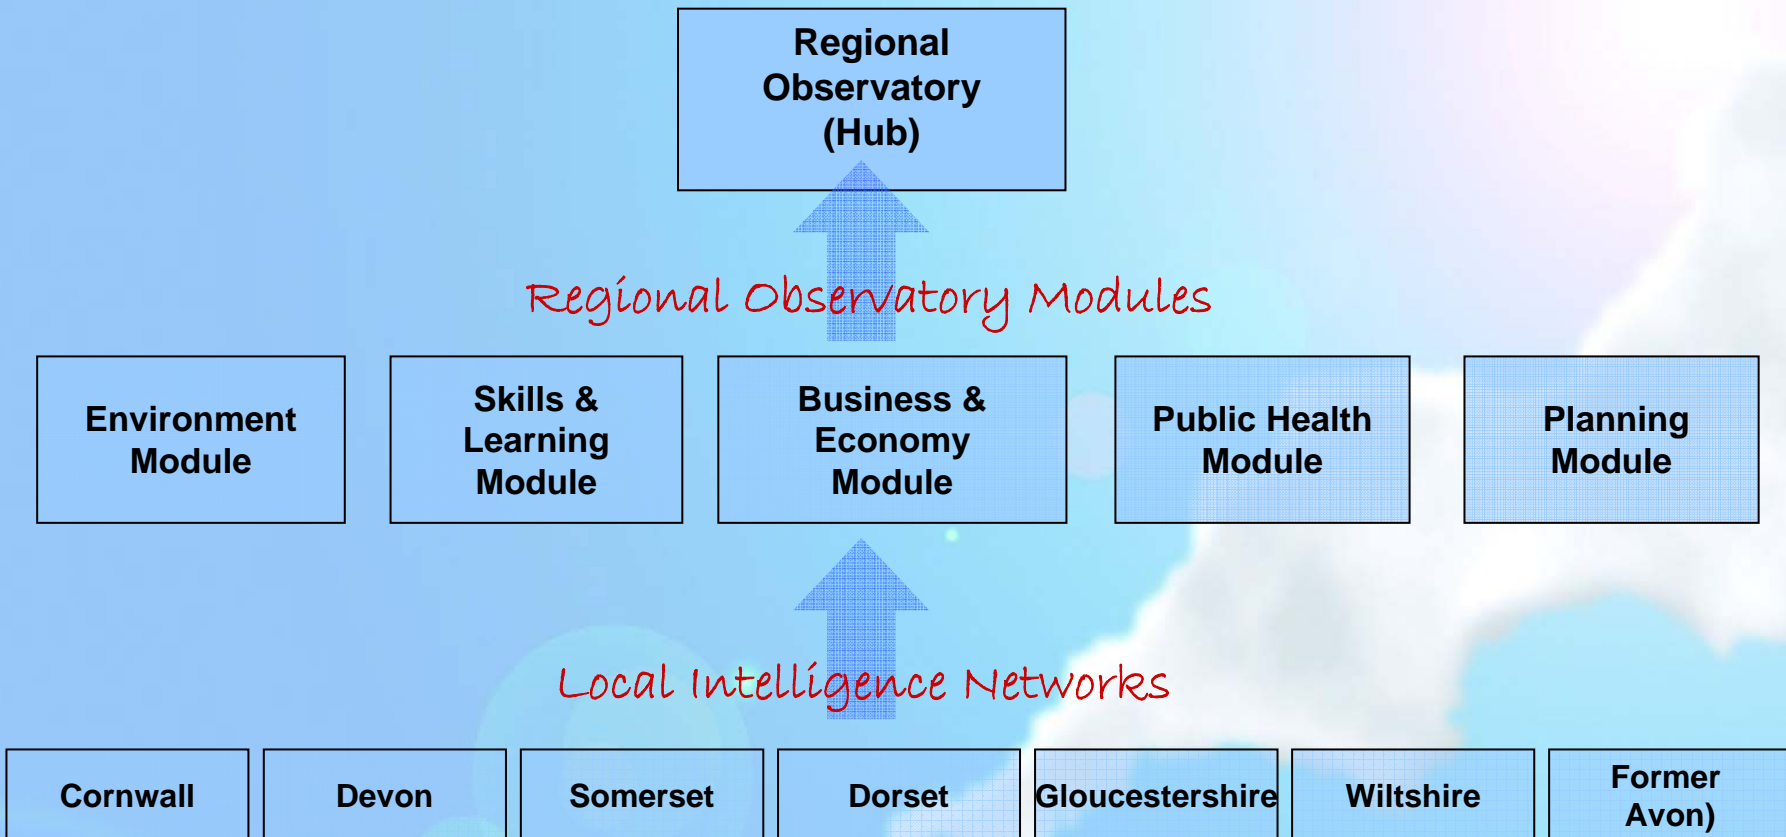 Regional
Observatory
(Hub)
Regional Observatory Modules
Environment
Module
Skills &
Learning
Module
Business &
Economy
Module
Public Health
Module
Planning
Module
Local Intelligence Networks
Cornwall
Devon
Somerset
Dorset
Gloucestershire
Wiltshire
Former
Avon)